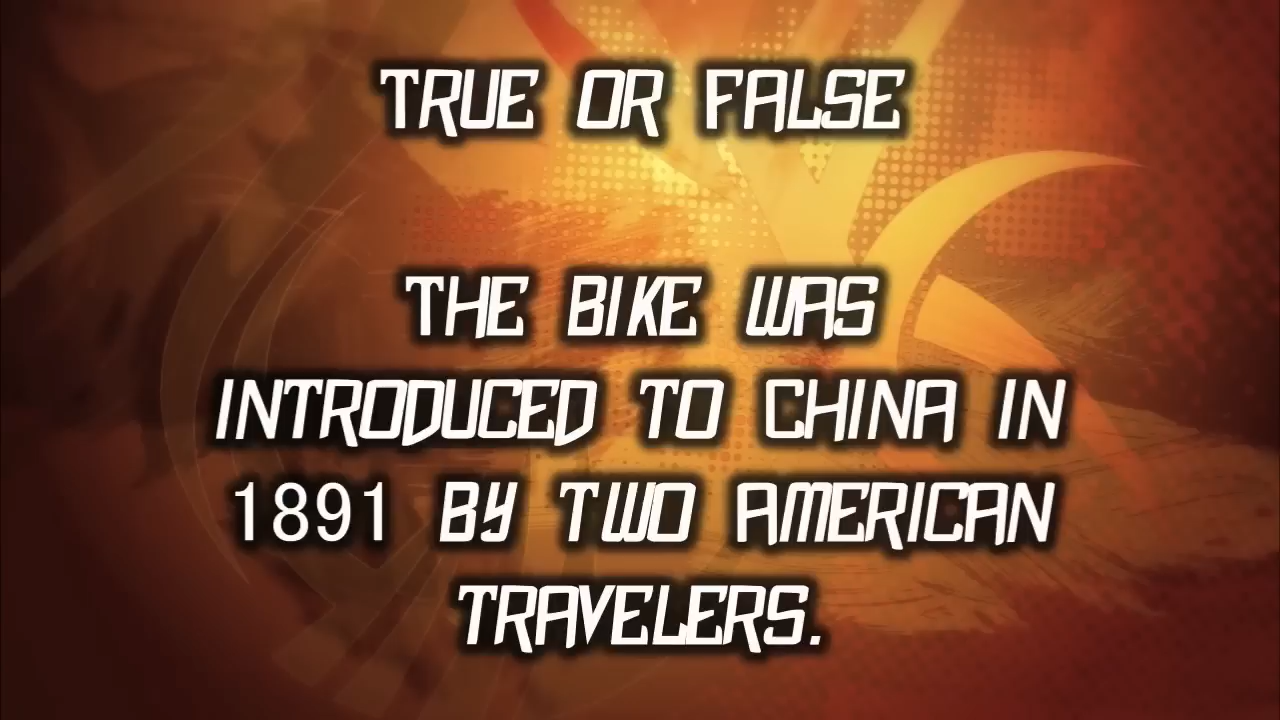 TRUE OR FALSE
THE BIKE WAS
INTRODUCED TO CHINA IN
1891 BY TWO AMERICAN
TRAVELERS.